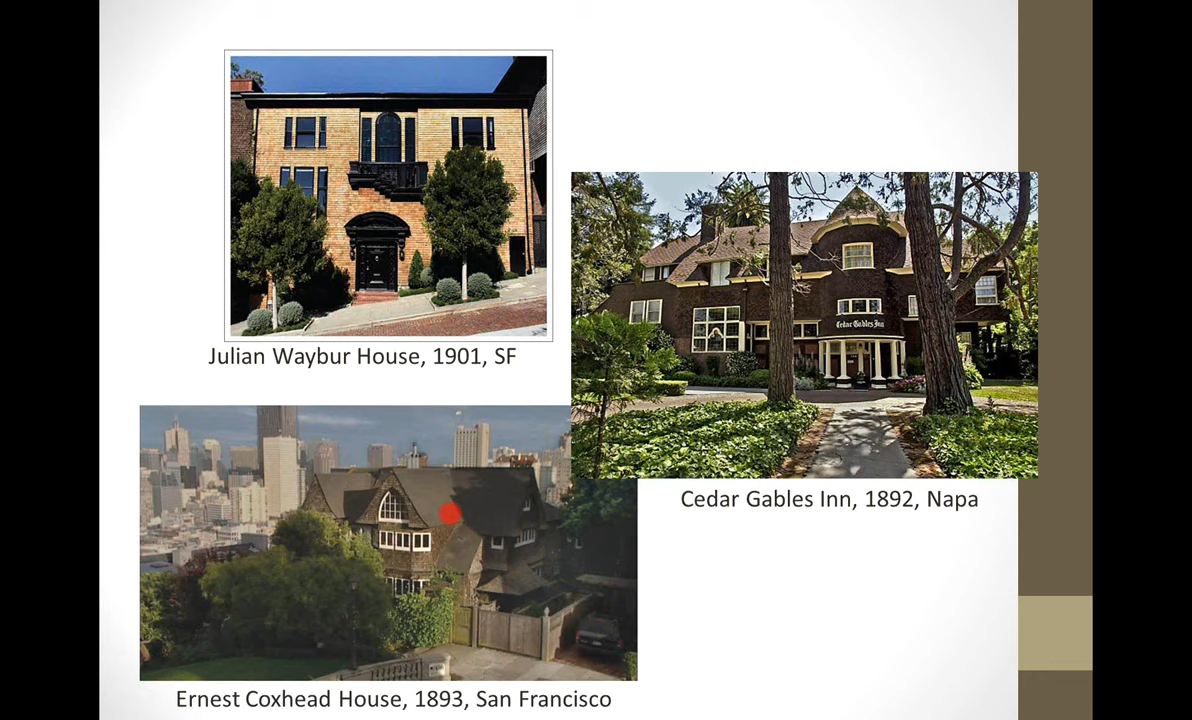 Julian Waybur House, 1901, SF
Cedar Gables Inn
Cedar Gables Inn, 1892, Napa
Ernest Coxhead House, 1893, San Francisco